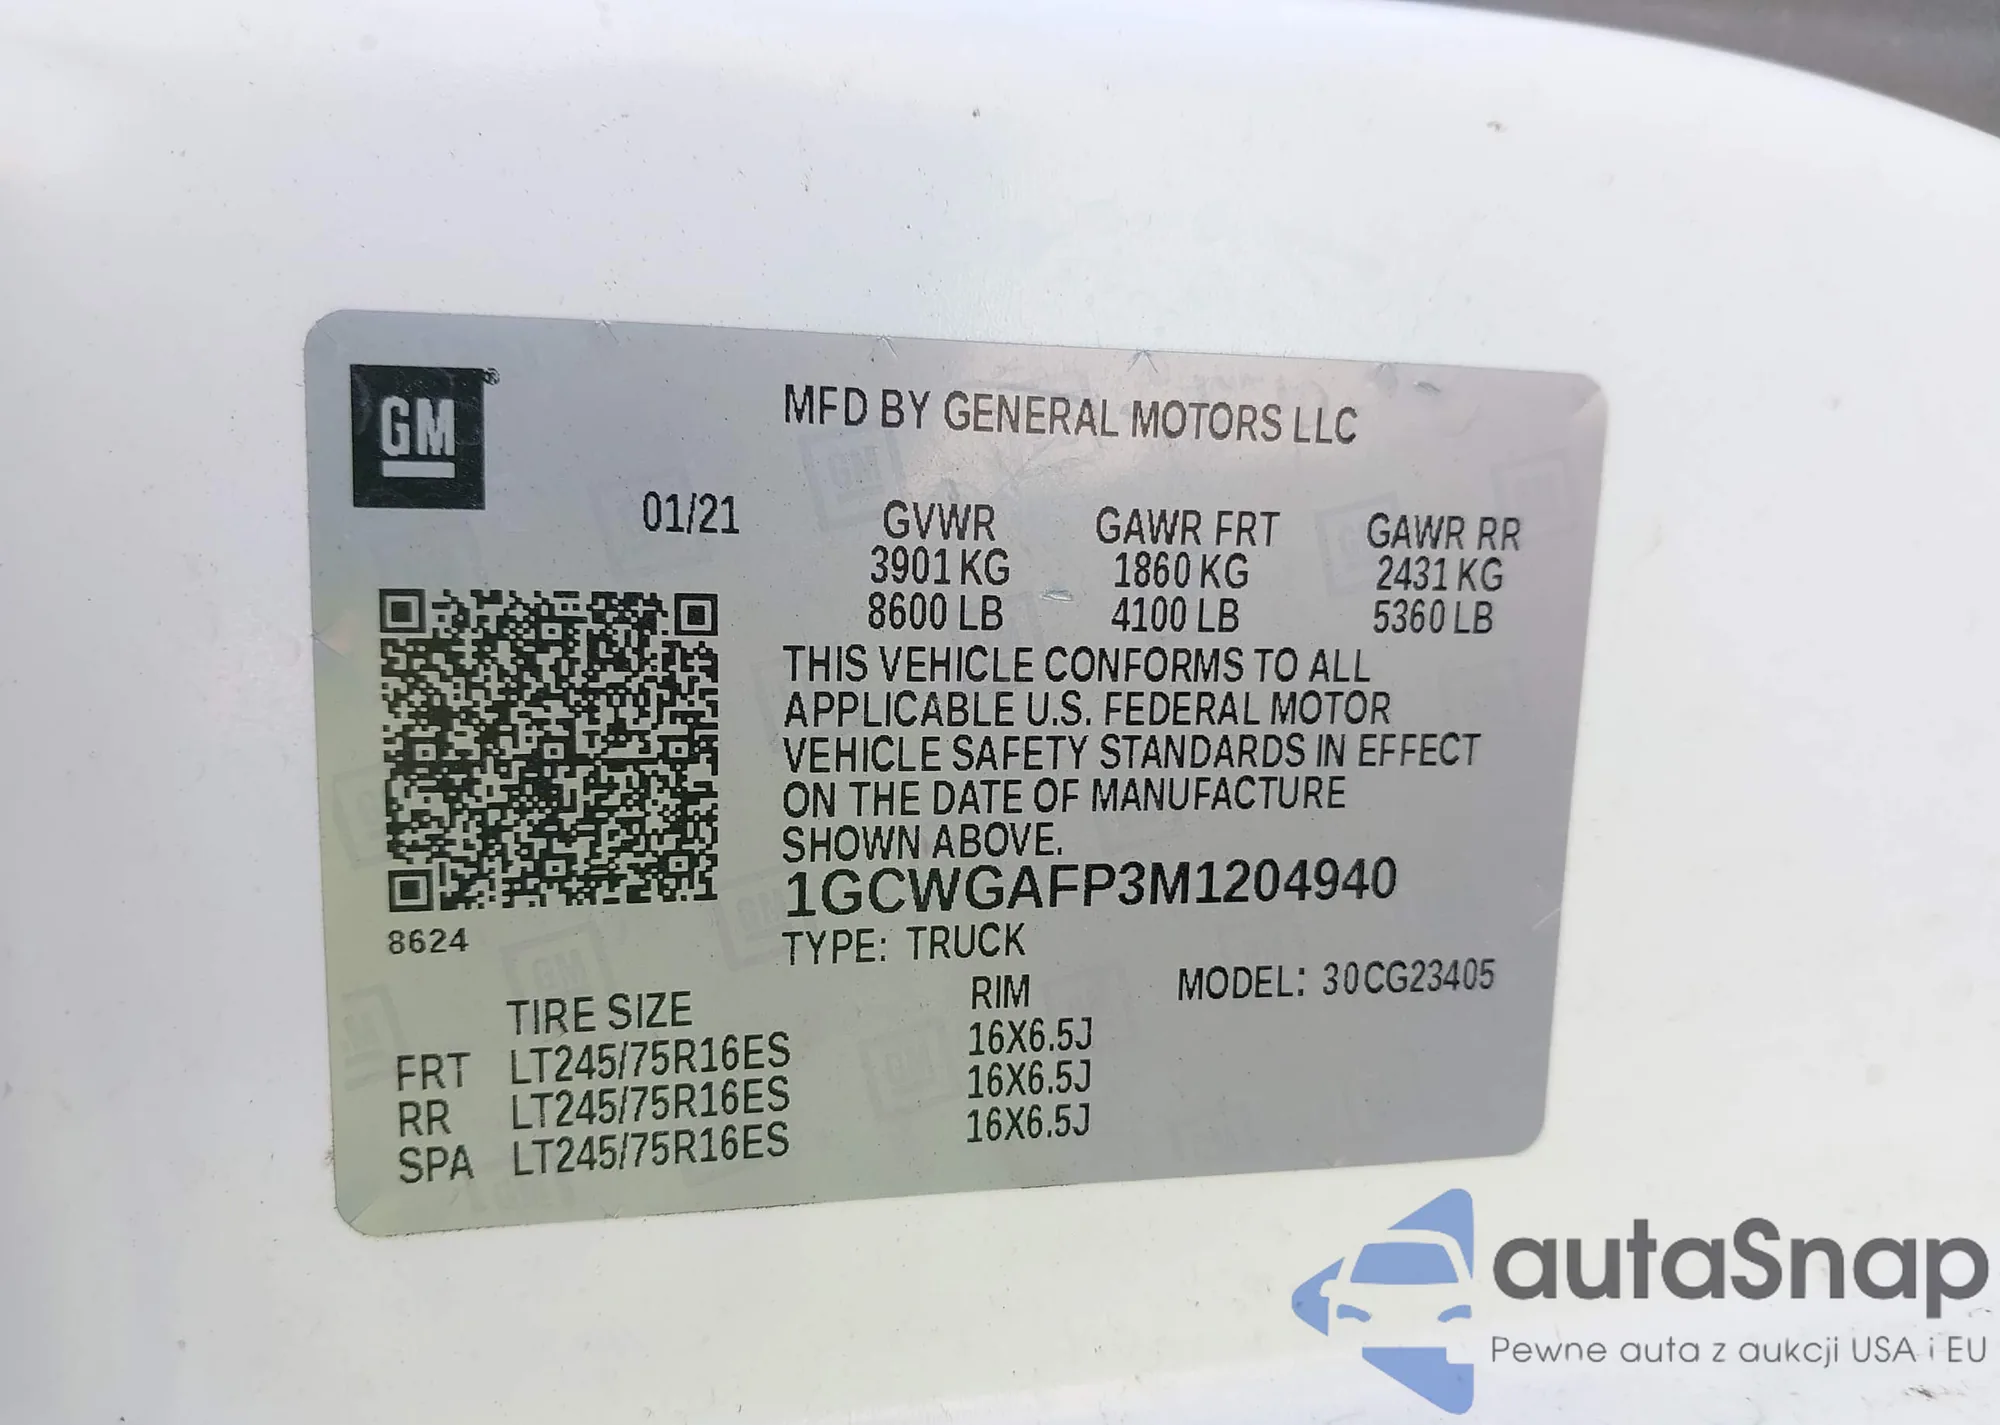 GM
MFD BY GENERAL MOTORS LLC
01/21
GVWR GAWR FRT GAWR RR
3901 KG 1860 KG 2431 KG
8600 LB 4100 LB 5360 LB
THIS VEHICLE CONFORMS TO ALL
APPLICABLE U.S. FEDERAL MOTOR
VEHICLE SAFETY STANDARDS IN EFFECT
ON THE DATE OF MANUFACTURE
SHOWN ABOVE.
1GCWGAFP3M1204940
8624
TYPE: TRUCK
MODEL: 30CG23405
TIRE SIZE RIM
FRT LT245/75R16ES 16X6.5J
RR LT245/75R16ES 16X6.5J
SPA LT245/75R16ES 16X6.5J
autaSnap
Pewne auta z aukcji USA i EU